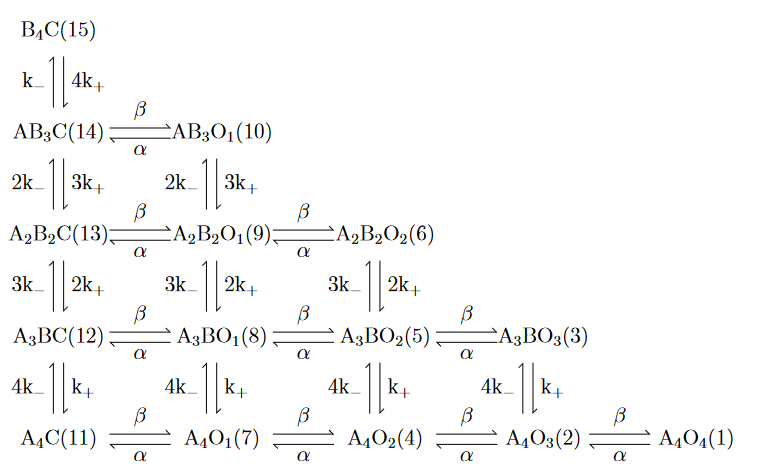 B₄C(15)
k₋ 4k₊
β
AB₃C(14) AB₃O₁(10)
α
2k₋ 3k₊ 2k₋ 3k₊
β β
A₂B₂C(13) A₂B₂O₁(9) A₂B₂O₂(6)
α α
3k₋ 2k₊ 3k₋ 2k₊ 3k₋ 2k₊
β β β
A₃BC(12) A₃BO₁(8) A₃BO₂(5) A₃BO₃(3)
α α α
4k₋ k₊ 4k₋ k₊ 4k₋ k₊ 4k₋ k₊
β β β β
A₄C(11) A₄O₁(7) A₄O₂(4) A₄O₃(2) A₄O₄(1)
α α α α